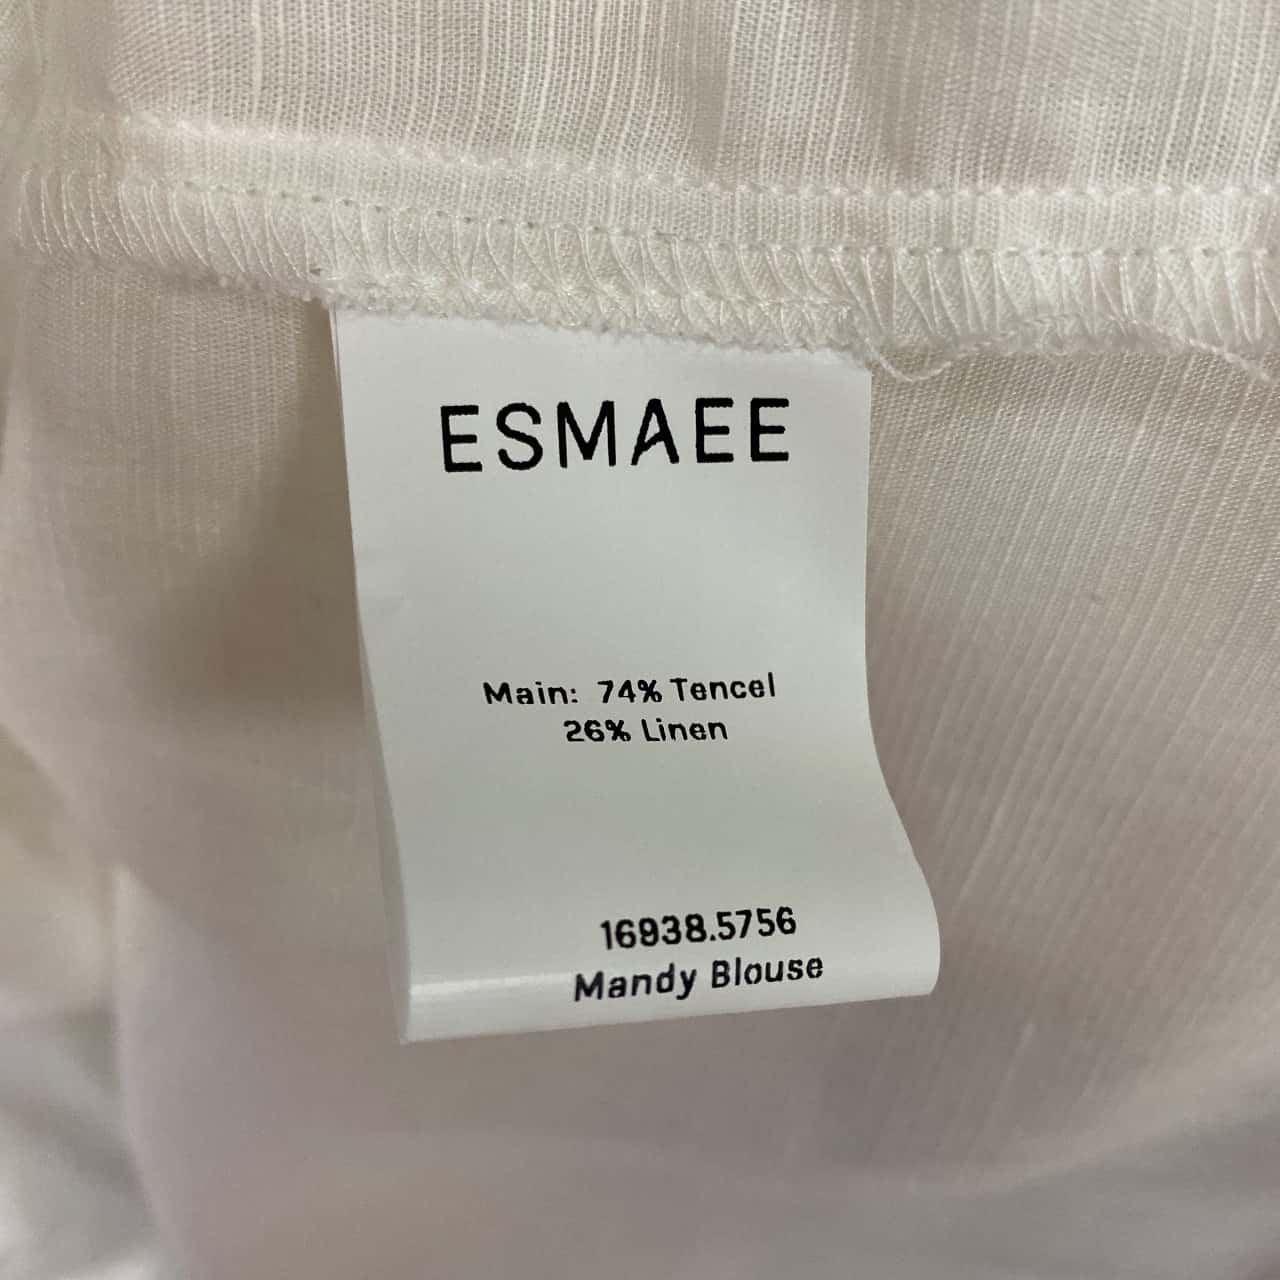 ESMAEE
Main: 74% Tencel
26% Linen
16938.5756
Mandy Blouse